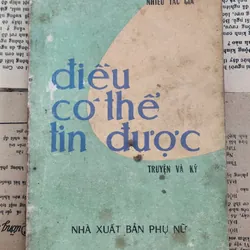 NHIỀU TÁC GIẢ
điều
có thể
tin được
TRUYỆN VÀ KÝ
NHÀ XUẤT BẢN PHỤ NỮ